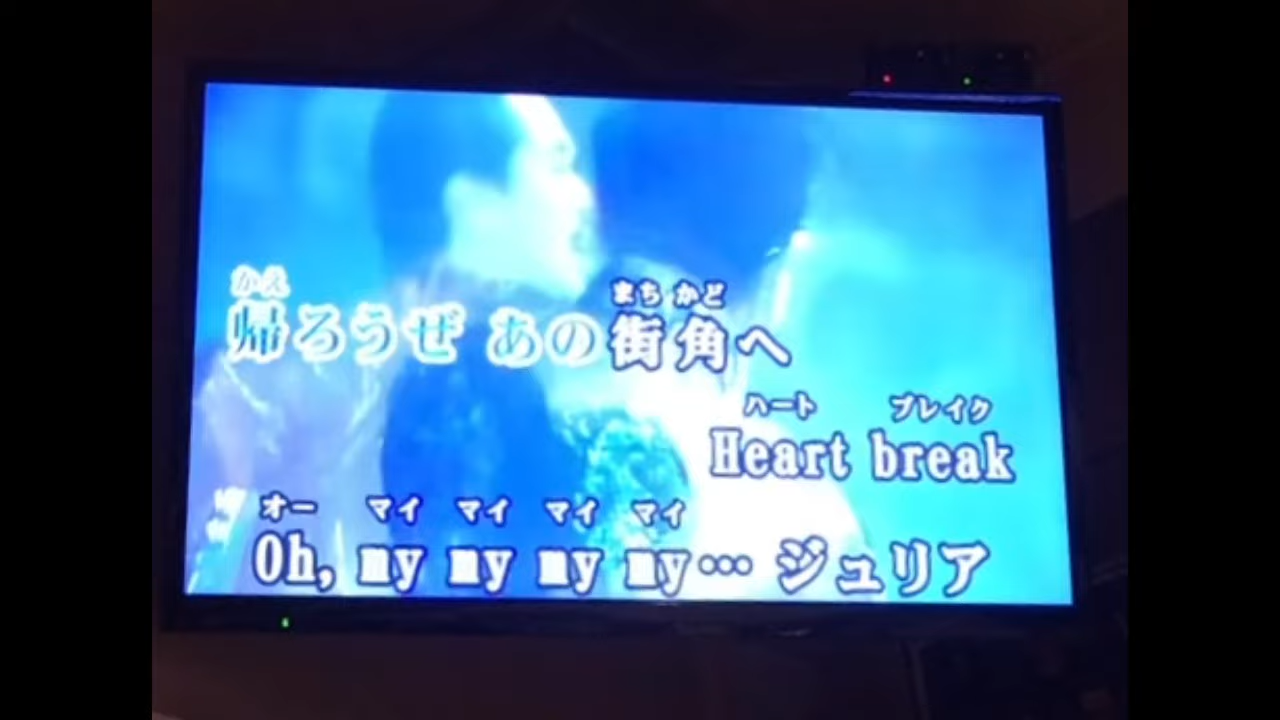 かえ
帰ろうぜ あの街角へ
まち かど
ハート ブレイク
Heart break
オー マイ マイ マイ マイ
Oh, my my my my… ジュリア